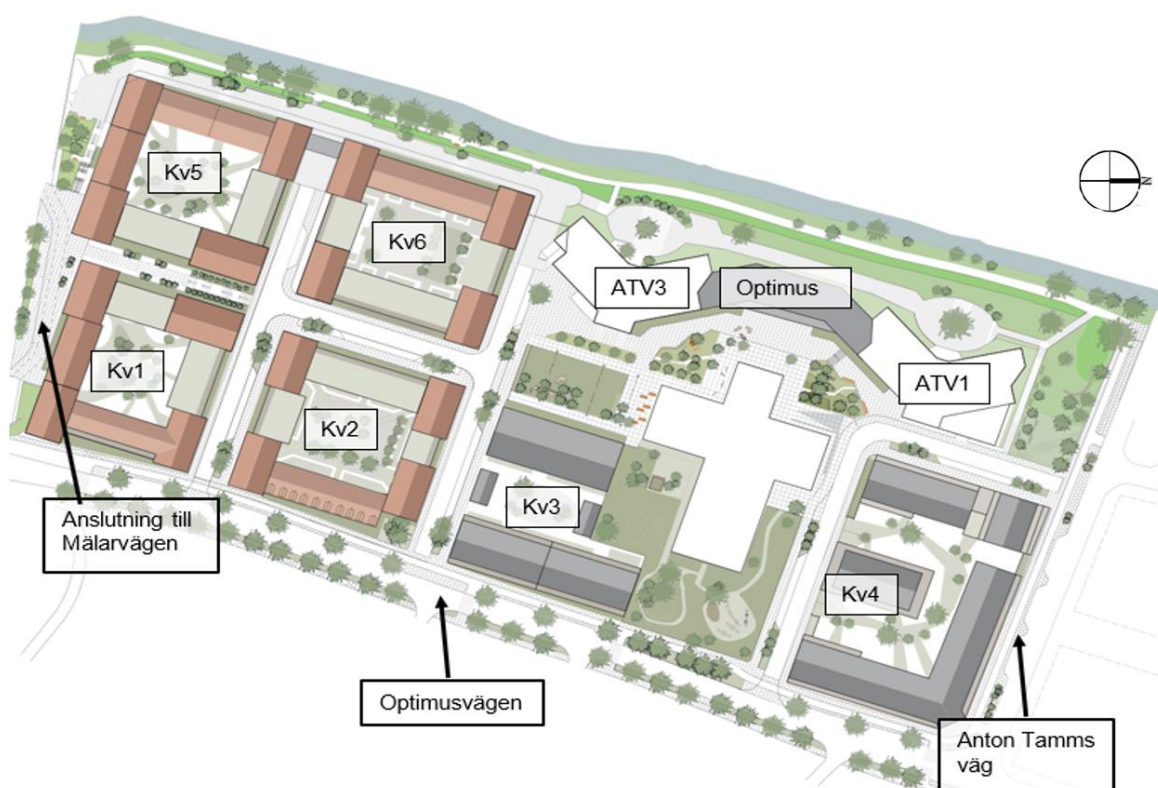 Kv5
N
Kv6
ATV3
Optimus
ATV1
Kv1
Kv2
Kv3
Kv4
Anslutning till
Mälarvägen
Optimusvägen
Anton Tamms
väg